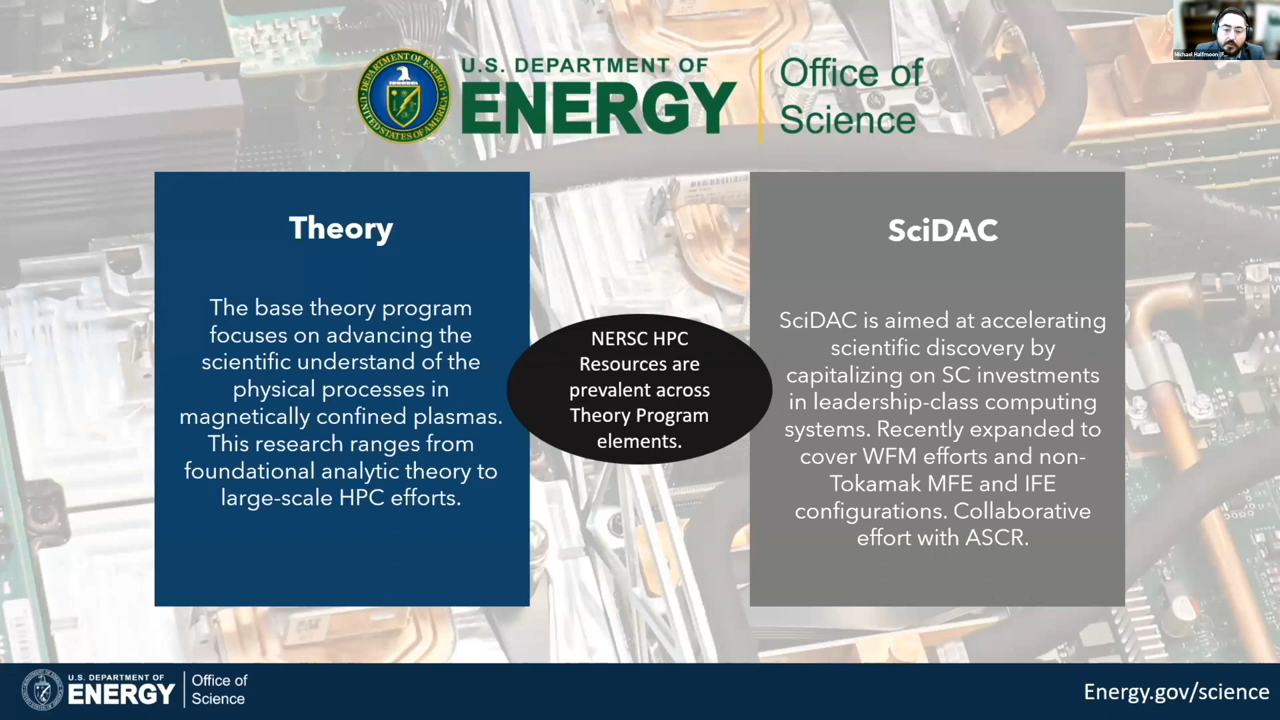 U.S. DEPARTMENT OF
ENERGY
Office of
Science
Michael Halfmoon
Theory
The base theory program
focuses on advancing the
scientific understand of the
physical processes in
magnetically confined plasmas.
This research ranges from
foundational analytic theory to
large-scale HPC efforts.
NERSC HPC
Resources are
prevalent across
Theory Program
elements.
SciDAC
SciDAC is aimed at accelerating
scientific discovery by
capitalizing on SC investments
in leadership-class computing
systems. Recently expanded to
cover WFM efforts and non-
Tokamak MFE and IFE
configurations. Collaborative
effort with ASCR.
U.S. DEPARTMENT OF
ENERGY
Office of
Science
Energy.gov/science